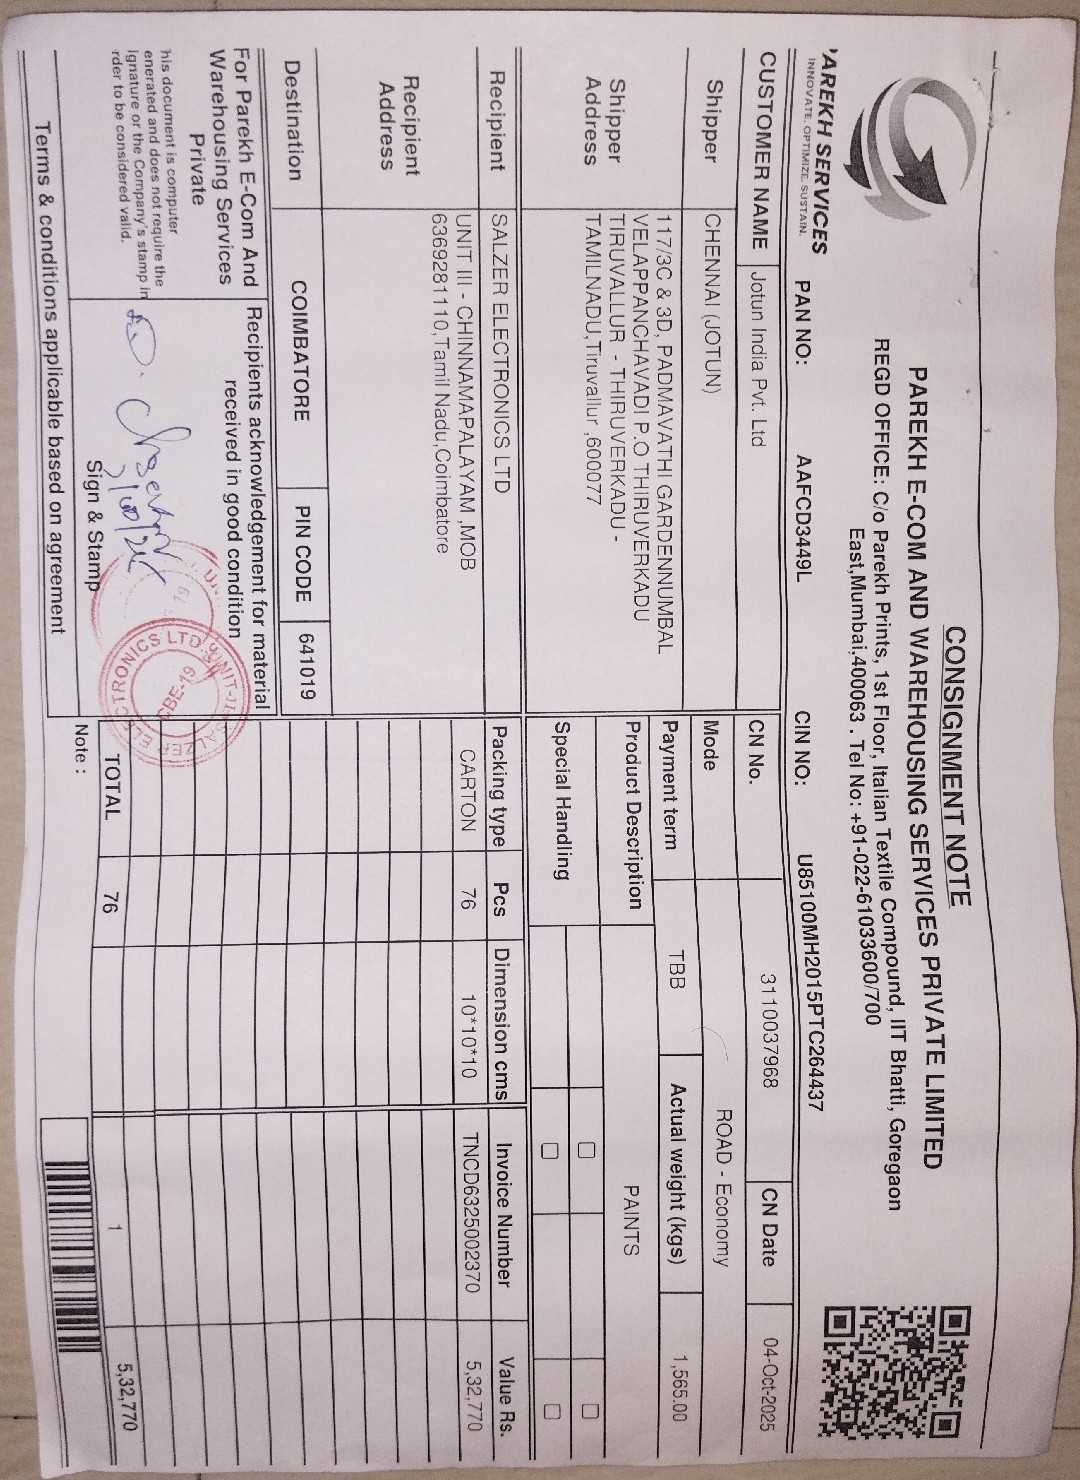 CONSIGNMENT NOTE
PAREKH E-COM AND WAREHOUSING SERVICES PRIVATE LIMITED
REGD OFFICE: C/o Parekh Prints, 1st Floor, Italian Textile Compound, IIT Bhatti, Goregaon
East,Mumbai,400063 . Tel No: +91-022-61033600/700
'AREKH SERVICES
INNOVATE. OPTIMIZE. SUSTAIN.
PAN NO: AAFCD3449L CIN NO: U85100MH2015PTC264437
CUSTOMER NAME Jotun India Pvt. Ltd
CN No. 3110037968 CN Date 04-Oct-2025
Shipper CHENNAI (JOTUN)
Mode ROAD - Economy
Shipper Address
117/3C & 3D, PADMAVATHI GARDENNUMBAL
VELAPPANCHAVADI P.O THIRUVERKADU
TIRUVALLUR - THIRUVERKADU -
TAMILNADU,Tiruvallur ,600077
Payment term TBB Actual weight (kgs) 1,565.00
Product Description PAINTS
Special Handling
Recipient SALZER ELECTRONICS LTD
Recipient Address
UNIT III - CHINNAMAPALAYAM ,MOB
6369281110,Tamil Nadu,Coimbatore
Packing type Pcs Dimension cms Invoice Number Value Rs.
CARTON 76 10*10*10 TNCD6325002370 5,32,770
Destination COIMBATORE PIN CODE 641019
For Parekh E-Com And
Warehousing Services
Private
Recipients acknowledgement for material
received in good condition
his document is computer
enerated and does not require the
ignature or the Company's stamp in
rder to be considered valid.
Sign & Stamp
ELECTRONICS LTD
SALZER
CBE-19
TOTAL 76 1 5,32,770
Terms & conditions applicable based on agreement
Note :